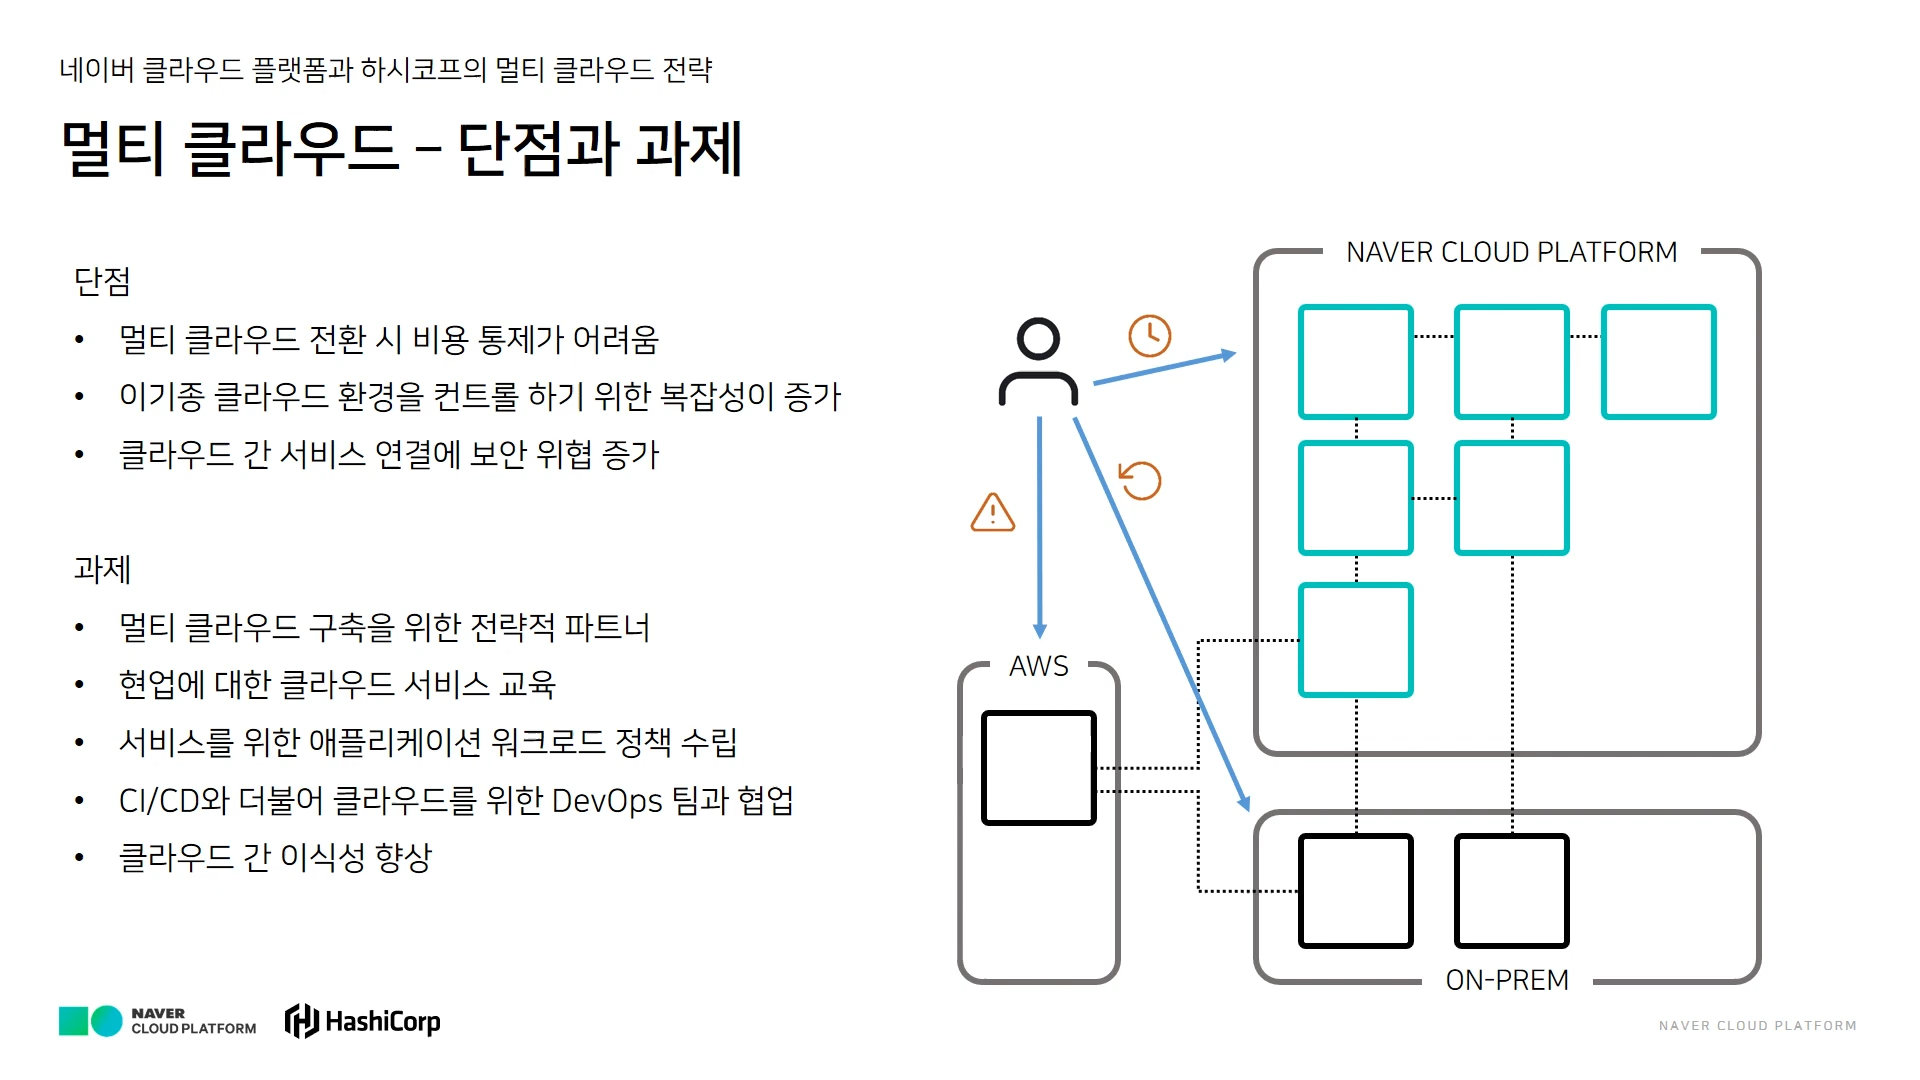 네이버 클라우드 플랫폼과 하시코프의 멀티 클라우드 전략
멀티 클라우드 – 단점과 과제
단점
• 멀티 클라우드 전환 시 비용 통제가 어려움
• 이기종 클라우드 환경을 컨트롤 하기 위한 복잡성이 증가
• 클라우드 간 서비스 연결에 보안 위협 증가
과제
• 멀티 클라우드 구축을 위한 전략적 파트너
• 현업에 대한 클라우드 서비스 교육
• 서비스를 위한 애플리케이션 워크로드 정책 수립
• CI/CD와 더불어 클라우드를 위한 DevOps 팀과 협업
• 클라우드 간 이식성 향상
NAVER CLOUD PLATFORM
AWS
ON-PREM
NAVER
CLOUD PLATFORM
HashiCorp
NAVER CLOUD PLATFORM